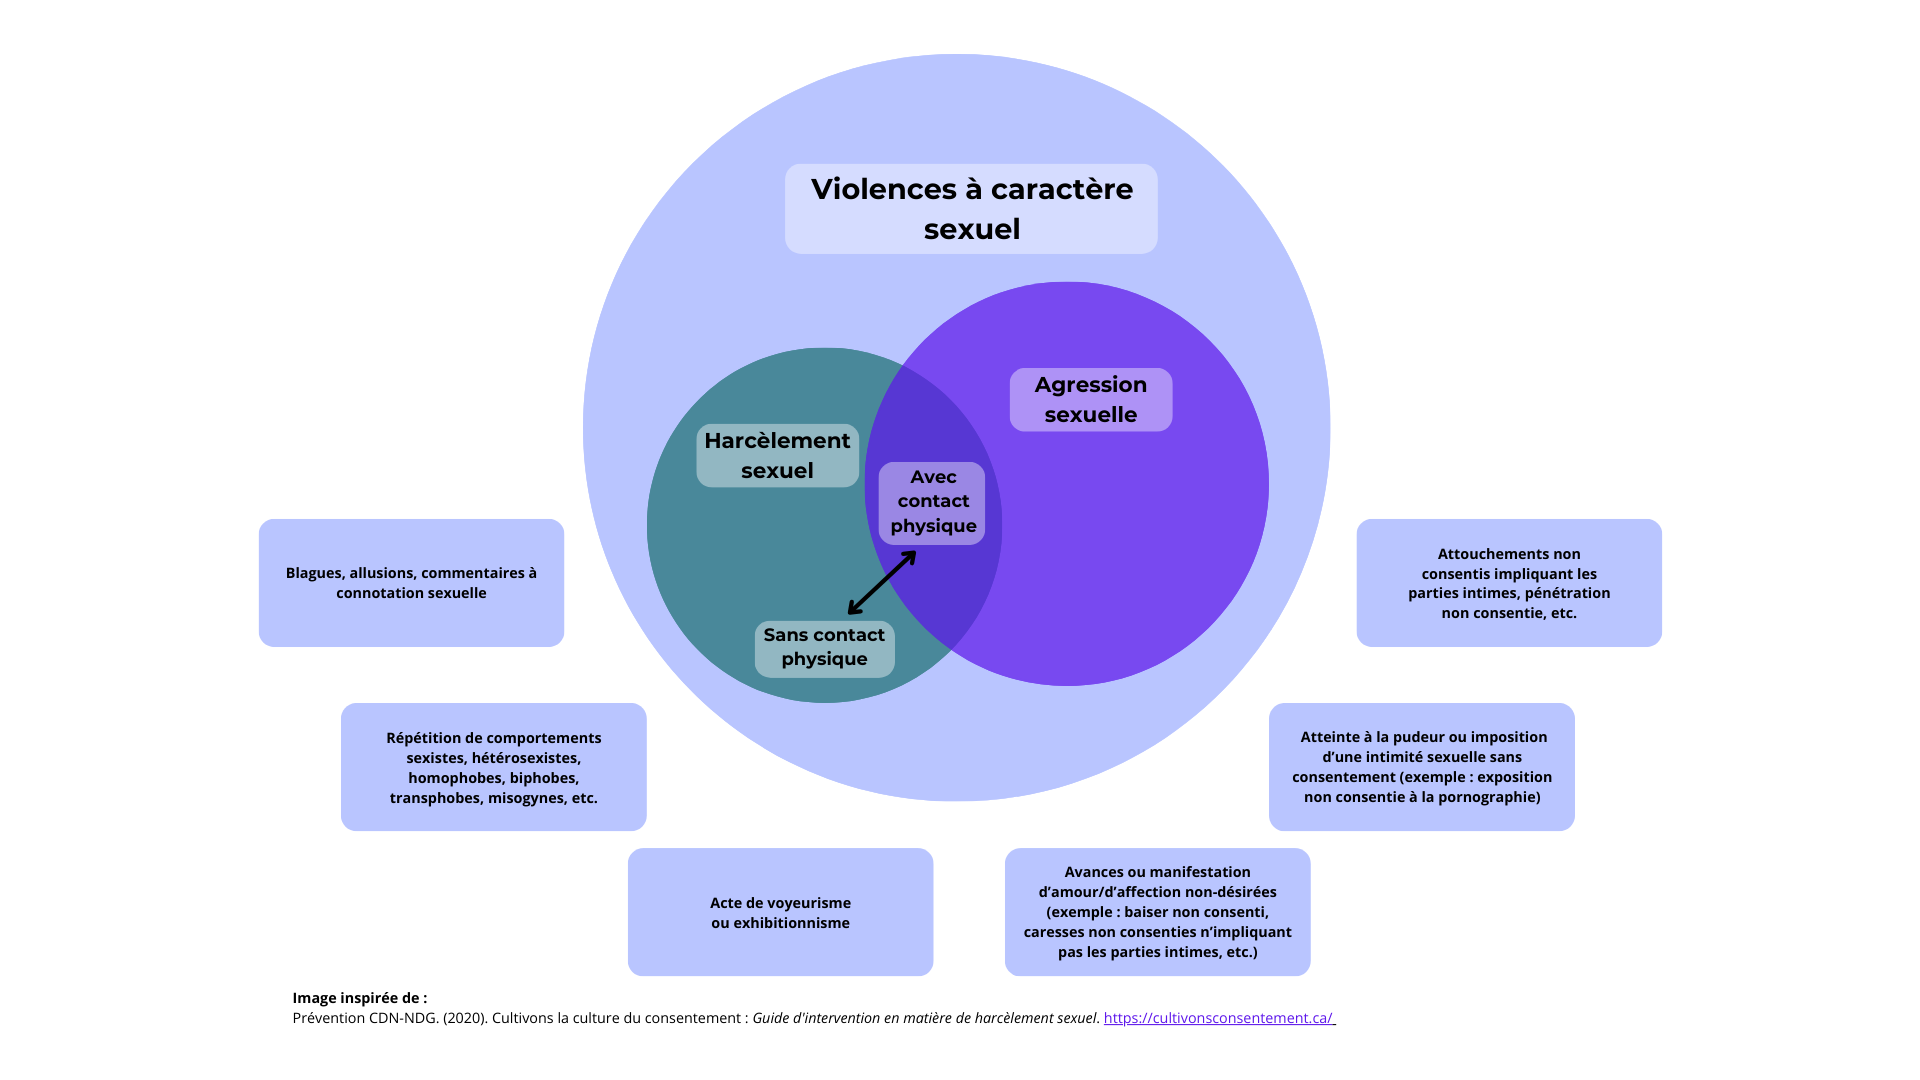 Violences à caractère
sexuel
Agression
sexuelle
Harcèlement
sexuel
Avec
contact
physique
Sans contact
physique
Blagues, allusions, commentaires à
connotation sexuelle
Attouchements non
consentis impliquant les
parties intimes, pénétration
non consentie, etc.
Répétition de comportements
sexistes, hétérosexistes,
homophobes, biphobes,
transphobes, misogynes, etc.
Atteinte à la pudeur ou imposition
d’une intimité sexuelle sans
consentement (exemple : exposition
non consentie à la pornographie)
Acte de voyeurisme
ou exhibitionnisme
Avances ou manifestation
d’amour/d’affection non-désirées
(exemple : baiser non consenti,
caresses non consenties n’impliquant
pas les parties intimes, etc.)
Image inspirée de :
Prévention CDN-NDG. (2020). Cultivons la culture du consentement : Guide d'intervention en matière de harcèlement sexuel. https://cultivonsconsentement.ca/